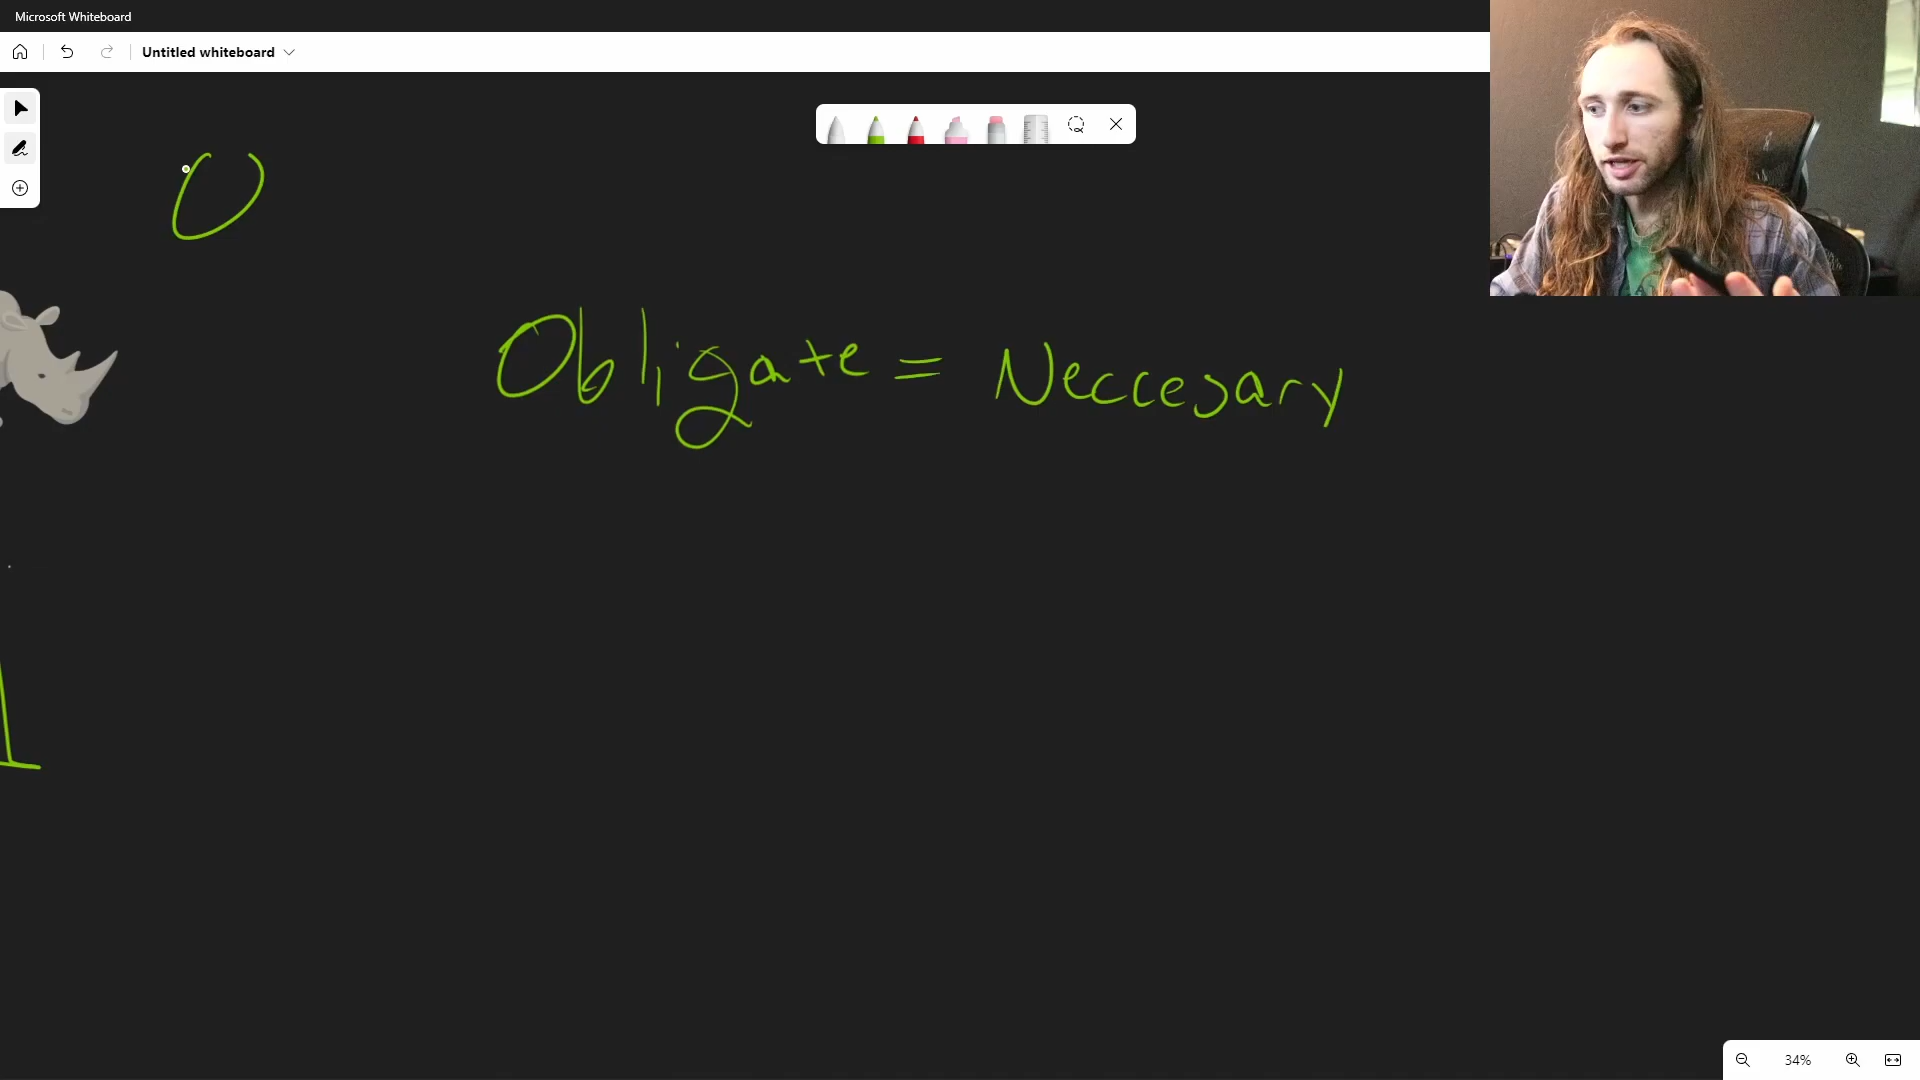 Microsoft Whiteboard
Untitled whiteboard
O
Obligate = Neccesary
34%